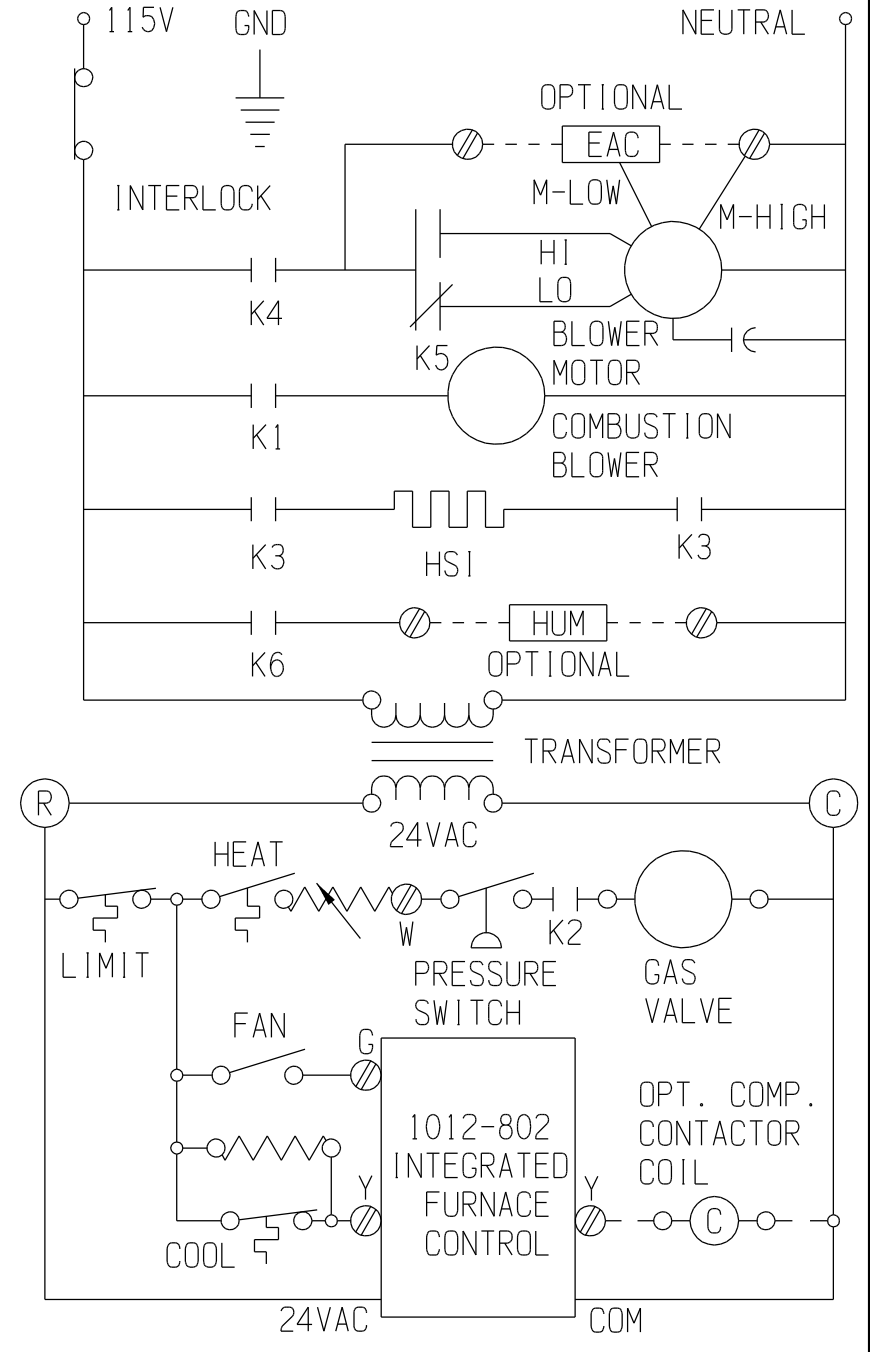 115V
GND
NEUTRAL
OPTIONAL
EAC
INTERLOCK
M-LOW
M-HIGH
HI
LO
K4
BLOWER
MOTOR
K5
K1
COMBUSTION
BLOWER
K3
HSI
K3
HUM
K6
OPTIONAL
TRANSFORMER
R
C
24VAC
HEAT
W
K2
LIMIT
PRESSURE
SWITCH
GAS
VALVE
FAN
G
OPT. COMP.
CONTACTOR
COIL
1012-802
INTEGRATED
FURNACE
CONTROL
Y
Y
C
COOL
24VAC
COM